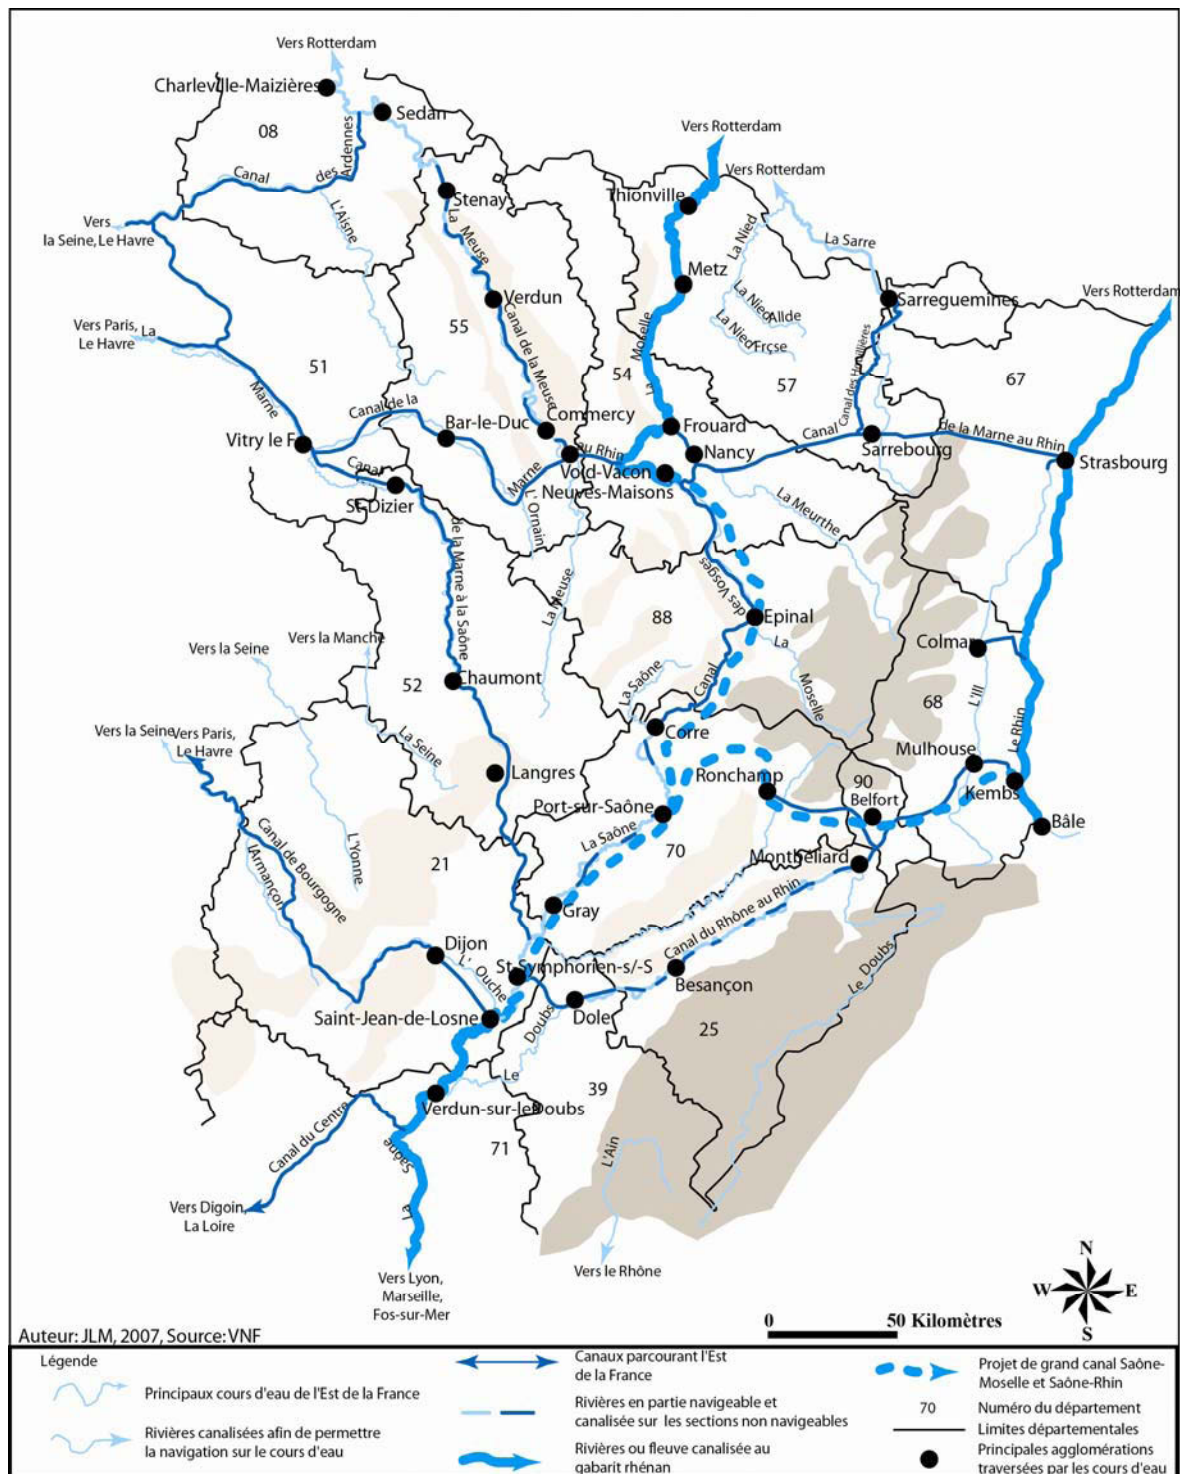 Vers Rotterdam
Charleville-Maizières
Sedan
08
Canal des Ardennes
Vers Rotterdam
Vers Rotterdam
Thionville
Stenay
L'Aisne
Vers
la Seine, Le Havre
La Meuse
La Nied
La Sarre
Metz
Verdun
La Nied Allde
La Nied Frçse
Sarreguemines
Vers Rotterdam
Vers Paris,
Le Havre
La Marne
55
51
54
57
67
Canal de la Meuse
La Moselle
Canal des Houillères
Canal de la Marne au Rhin
Vitry le F
Bar-le-Duc
Commercy
Frouard
Canal de la Marne au Rhin
Sarrebourg
Strasbourg
Nancy
Void-Vacon
Neuves-Maisons
Canal de la Marne à la Saône
St-Dizier
L'Ornain
La Meurthe
La Meuse
Canal des Vosges
88
Epinal
Vers la Manche
Vers la Seine
Colmar
La Moselle
52
Chaumont
La Saône
68
L'Ill
Le Rhin
Vers la Seine
Vers Paris,
Le Havre
La Seine
Corre
Mulhouse
Langres
Ronchamp
90
Belfort
Kembs
Port-sur-Saône
Bâle
La Saône
70
Canal de Bourgogne
l'Armançon
L'Yonne
21
Montbéliard
Gray
Canal du Rhône au Rhin
Dijon
L' Ouche
St-Symphorien-s/-S
Besançon
Le Doubs
Saint-Jean-de-Losne
Dole
25
Le Doubs
39
Verdun-sur-le-Doubs
Canal du Centre
71
La Saône
L'Ain
Vers Digoin,
La Loire
Vers Lyon,
Marseille,
Fos-sur-Mer
Vers le Rhône
N
W E
S
0 50 Kilomètres
Auteur: JLM, 2007, Source: VNF
Légende
Principaux cours d'eau de l'Est de la France
Rivières canalisées afin de permettre
la navigation sur le cours d'eau
Canaux parcourant l'Est
de la France
Rivières en partie navigeable et
canalisée sur les sections non navigeables
Rivières ou fleuve canalisée au
gabarit rhénan
Projet de grand canal Saône-
Moselle et Saône-Rhin
70 Numéro du département
Limites départementales
Principales agglomérations
traversées par les cours d'eau